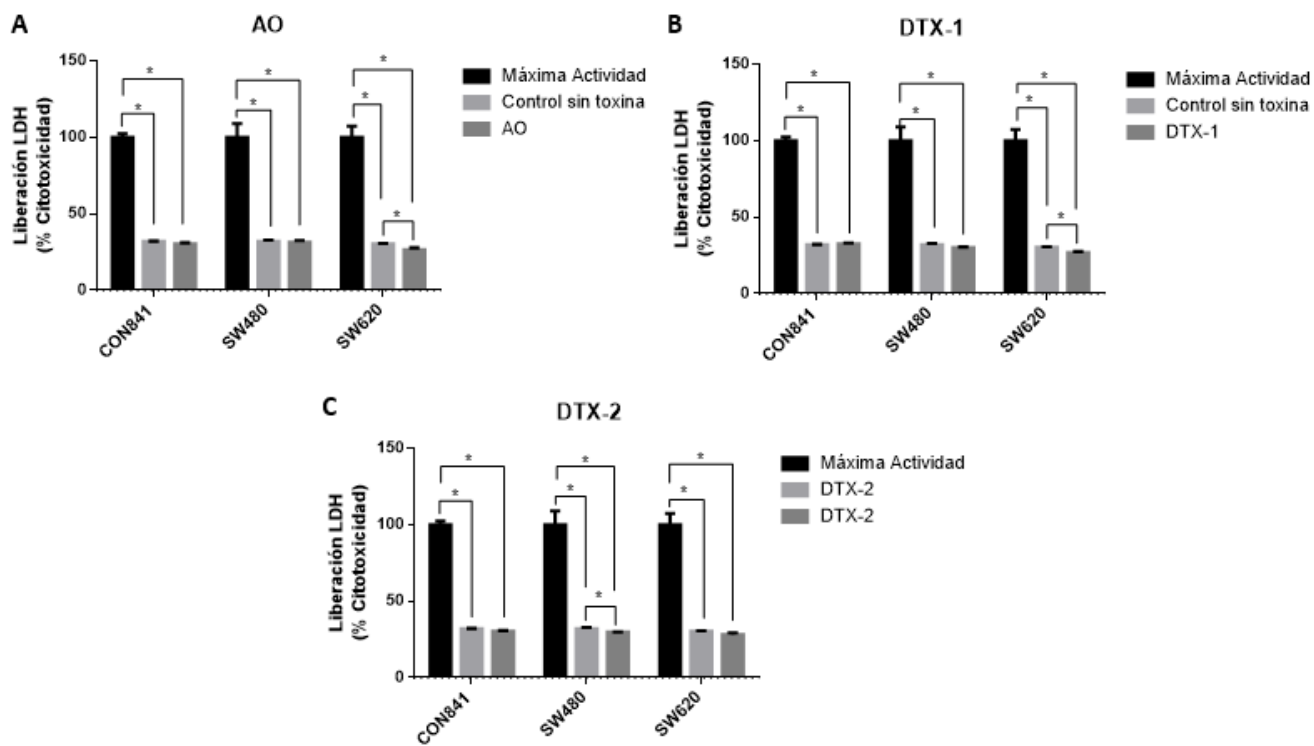 A
AO
Liberación LDH
(% Citotoxicidad)
150
100
50
0
*
*
*
*
*
*
*
CON841
SW480
SW620
Máxima Actividad
Control sin toxina
AO
B
DTX-1
Liberación LDH
(% Citotoxicidad)
150
100
50
0
*
*
*
*
*
*
*
CON841
SW480
SW620
Máxima Actividad
Control sin toxina
DTX-1
C
DTX-2
Liberación LDH
(% Citotoxicidad)
150
100
50
0
*
*
*
*
*
*
*
CON841
SW480
SW620
Máxima Actividad
DTX-2
DTX-2